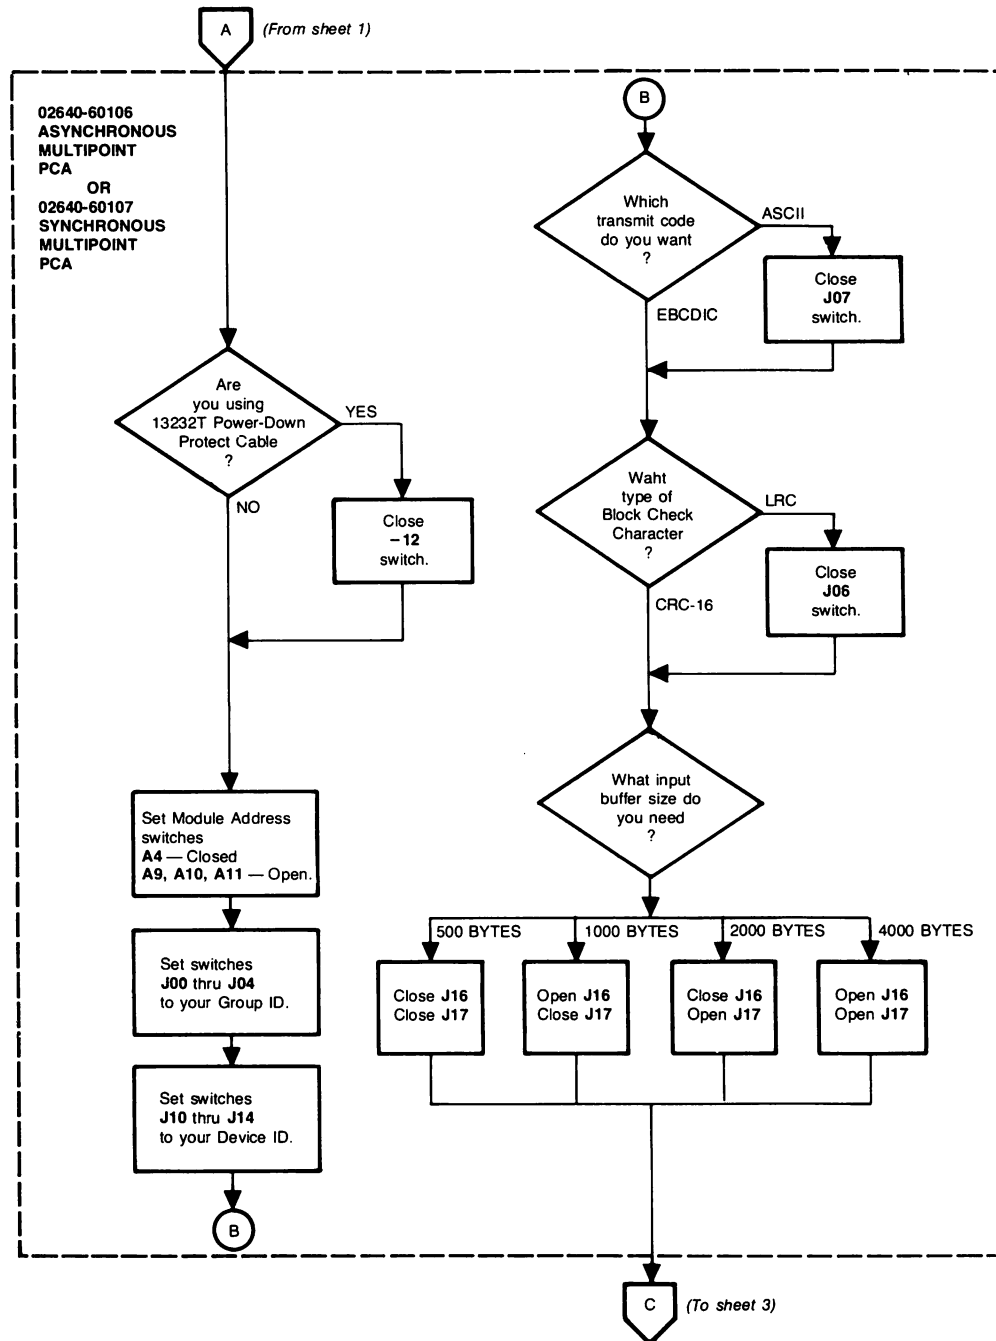 A
(From sheet 1)
02640-60106
ASYNCHRONOUS
MULTIPOINT
PCA
OR
02640-60107
SYNCHRONOUS
MULTIPOINT
PCA
Are
you using
13232T Power-Down
Protect Cable
?
YES
NO
Close
–12
switch.
Set Module Address
switches
A4 — Closed
A9, A10, A11 — Open.
Set switches
J00 thru J04
to your Group ID.
Set switches
J10 thru J14
to your Device ID.
B
B
Which
transmit code
do you want
?
ASCII
EBCDIC
Close
J07
switch.
Waht
type of
Block Check
Character
?
LRC
CRC-16
Close
J06
switch.
What input
buffer size do
you need
?
500 BYTES
1000 BYTES
2000 BYTES
4000 BYTES
Close J16
Close J17
Open J16
Close J17
Close J16
Open J17
Open J16
Open J17
C
(To sheet 3)